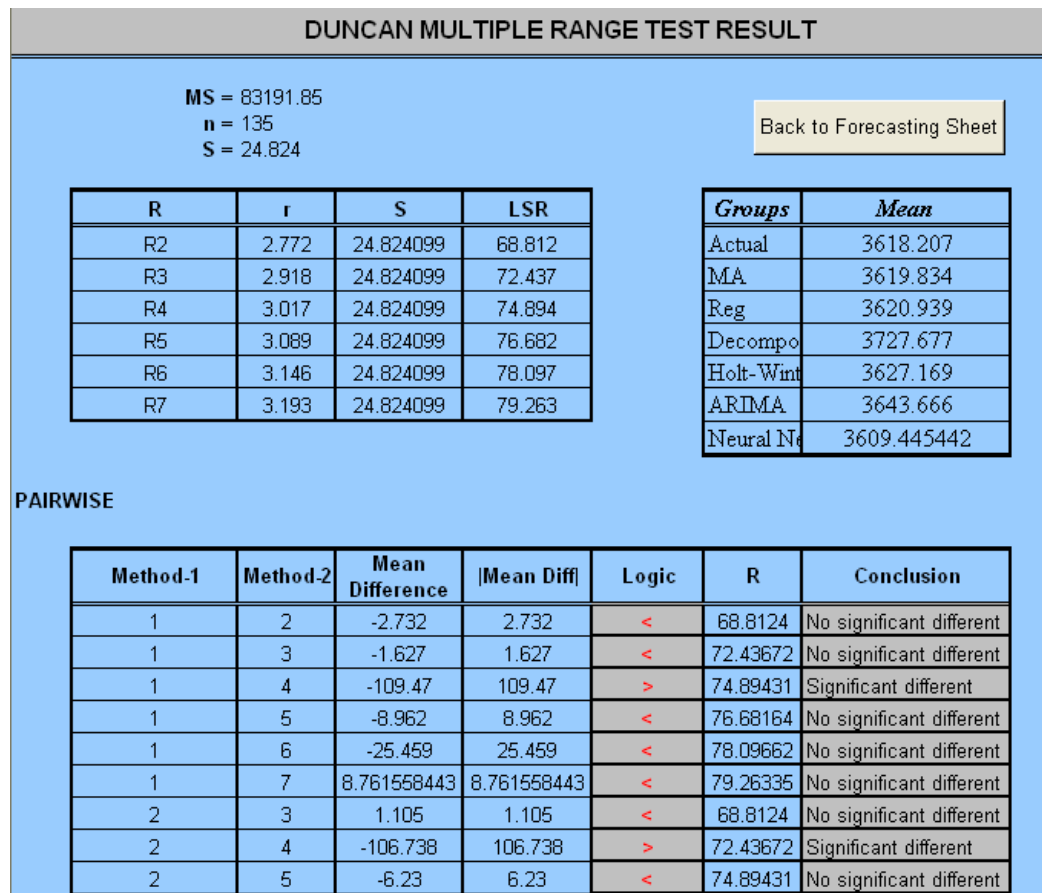 DUNCAN MULTIPLE RANGE TEST RESULT
MS = 83191.85
n = 135
S = 24.824
Back to Forecasting Sheet
R r S LSR
R2 2.772 24.824099 68.812
R3 2.918 24.824099 72.437
R4 3.017 24.824099 74.894
R5 3.089 24.824099 76.682
R6 3.146 24.824099 78.097
R7 3.193 24.824099 79.263
Groups Mean
Actual 3618.207
MA 3619.834
Reg 3620.939
Decompo 3727.677
Holt-Wint 3627.169
ARIMA 3643.666
Neural Ne 3609.445442
PAIRWISE
Method-1 Method-2 Mean Difference |Mean Diff| Logic R Conclusion
1 2 -2.732 2.732 < 68.8124 No significant different
1 3 -1.627 1.627 < 72.43672 No significant different
1 4 -109.47 109.47 > 74.89431 Significant different
1 5 -8.962 8.962 < 76.68164 No significant different
1 6 -25.459 25.459 < 78.09662 No significant different
1 7 8.761558443 8.761558443 < 79.26335 No significant different
2 3 1.105 1.105 < 68.8124 No significant different
2 4 -106.738 106.738 > 72.43672 Significant different
2 5 -6.23 6.23 < 74.89431 No significant different